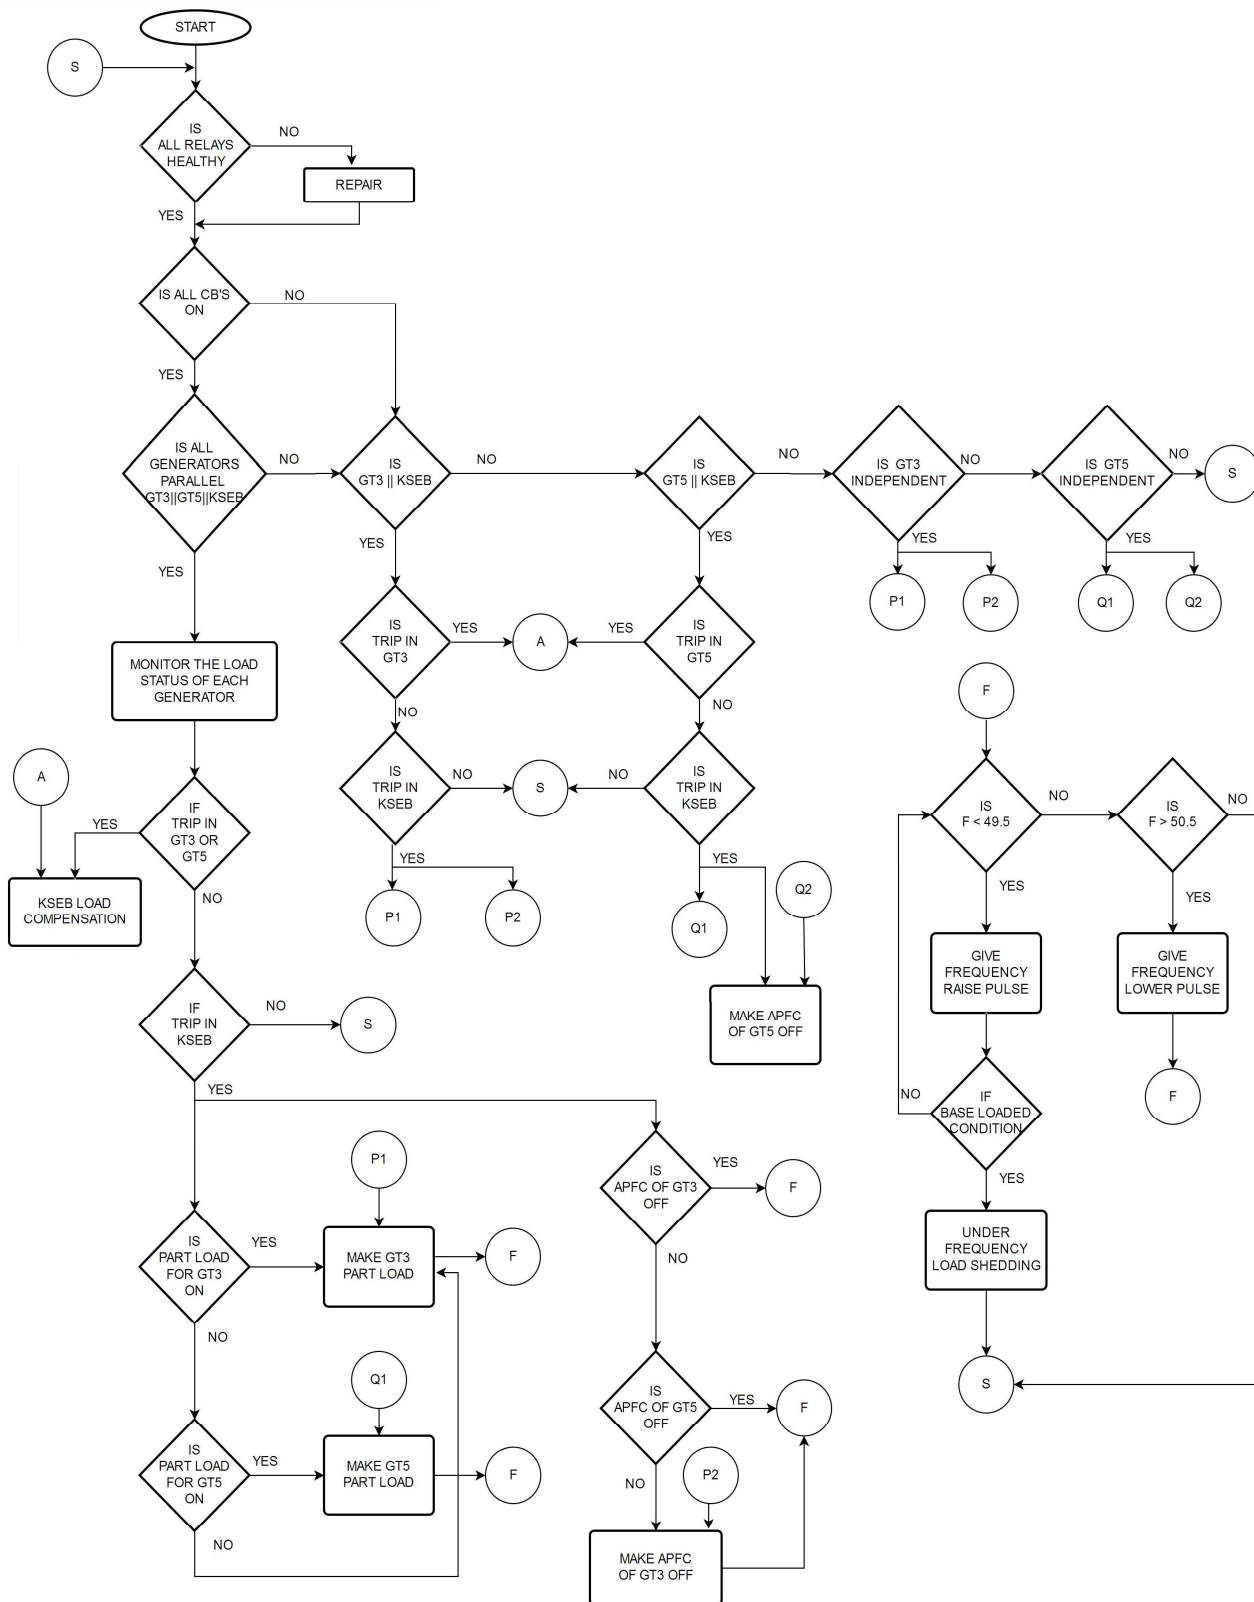 START
S
IS
ALL RELAYS
HEALTHY
NO
REPAIR
YES
IS ALL CB'S
ON
NO
YES
IS ALL
GENERATORS
PARALLEL
GT3||GT5||KSEB
NO
IS
GT3 || KSEB
NO
IS
GT5 || KSEB
NO
IS GT3
INDEPENDENT
NO
IS GT5
INDEPENDENT
NO
S
YES
YES
YES
YES
YES
P1
P2
Q1
Q2
IS
TRIP IN
GT3
YES
A
YES
IS
TRIP IN
GT5
MONITOR THE LOAD
STATUS OF EACH
GENERATOR
NO
NO
F
A
IS
TRIP IN
KSEB
NO
S
NO
IS
TRIP IN
KSEB
IS
F < 49.5
NO
IS
F > 50.5
NO
IF
TRIP IN
GT3 OR
GT5
YES
KSEB LOAD
COMPENSATION
NO
YES
P1
P2
YES
Q1
Q2
YES
YES
GIVE
FREQUENCY
RAISE PULSE
GIVE
FREQUENCY
LOWER PULSE
IF
TRIP IN
KSEB
NO
S
MAKE APFC
OF GT5 OFF
YES
NO
IF
BASE LOADED
CONDITION
F
YES
P1
IS
APFC OF GT3
OFF
YES
F
IS
PART LOAD
FOR GT3
ON
YES
MAKE GT3
PART LOAD
F
NO
UNDER
FREQUENCY
LOAD SHEDDING
NO
Q1
IS
APFC OF GT5
OFF
YES
F
S
IS
PART LOAD
FOR GT5
ON
YES
MAKE GT5
PART LOAD
F
NO
P2
NO
MAKE APFC
OF GT3 OFF